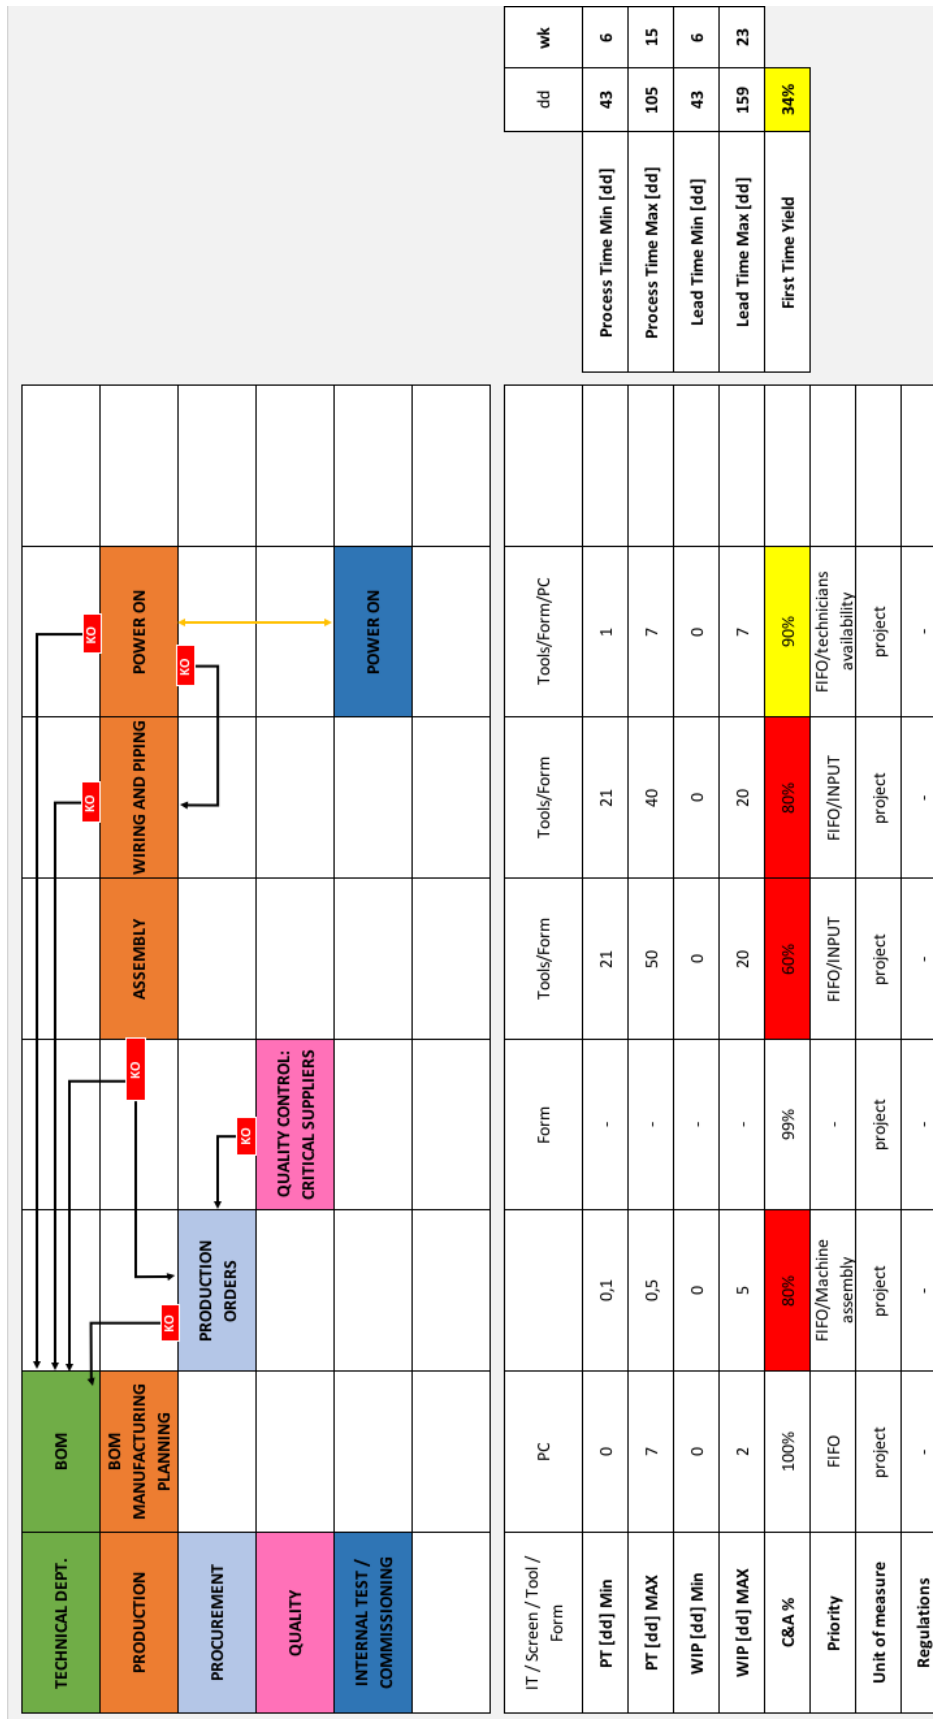 TECHNICAL DEPT.
BOM
PRODUCTION
BOM
MANUFACTURING
PLANNING
KO
ASSEMBLY
KO
WIRING AND PIPING
KO
POWER ON
PROCUREMENT
KO
PRODUCTION
ORDERS
KO
QUALITY
KO
QUALITY CONTROL:
CRITICAL SUPPLIERS
INTERNAL TEST /
COMMISSIONING
POWER ON
IT / Screen / Tool /
Form
PC
Form
Tools/Form
Tools/Form
Tools/Form/PC
dd
wk
PT [dd] Min
0
0,1
-
21
21
1
Process Time Min [dd]
43
6
PT [dd] MAX
7
0,5
-
50
40
7
Process Time Max [dd]
105
15
WIP [dd] Min
0
0
-
0
0
0
Lead Time Min [dd]
43
6
WIP [dd] MAX
2
5
-
20
20
7
Lead Time Max [dd]
159
23
C&A %
100%
80%
99%
60%
80%
90%
First Time Yield
34%
Priority
FIFO
FIFO/Machine
assembly
-
FIFO/INPUT
FIFO/INPUT
FIFO/technicians
availability
Unit of measure
project
project
project
project
project
project
Regulations
-
-
-
-
-
-